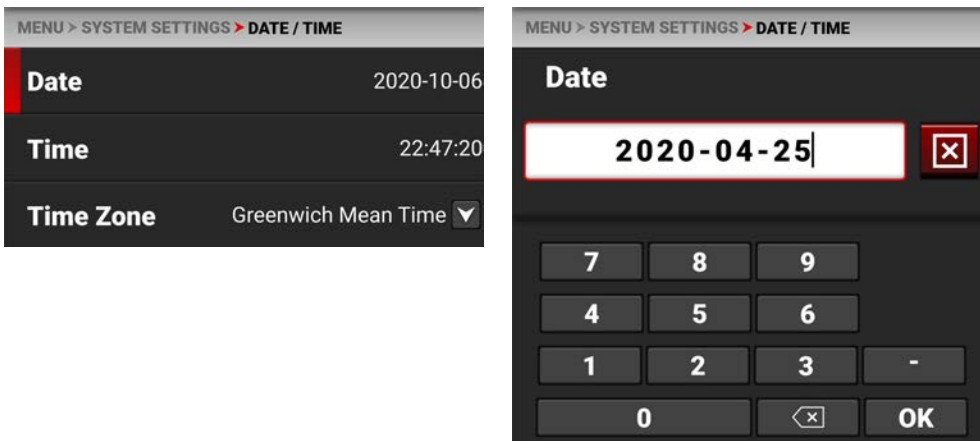 MENU > SYSTEM SETTINGS > DATE / TIME
Date 2020-10-06
Time 22:47:20
Time Zone Greenwich Mean Time
MENU > SYSTEM SETTINGS > DATE / TIME
Date
2020-04-25
7 8 9
4 5 6
1 2 3 -
0 OK